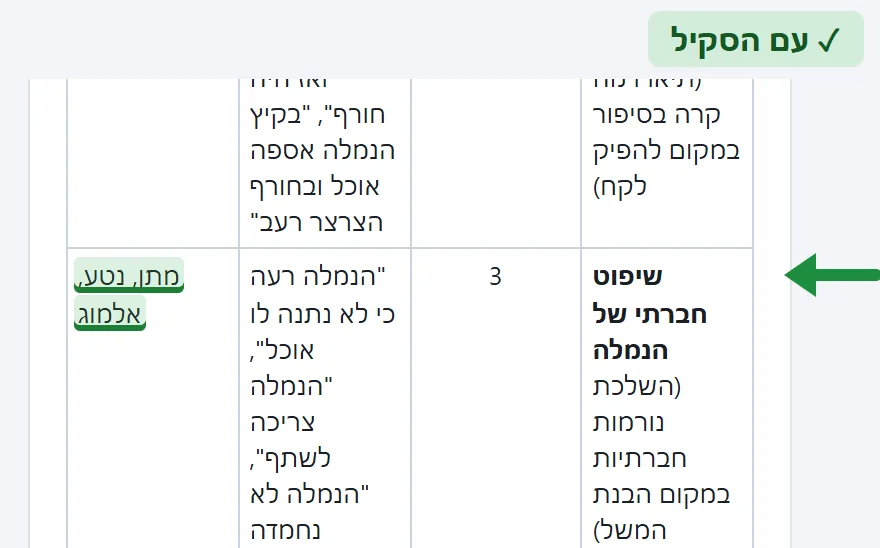 ✓ עם הסקיל
קרה בסיפור
במקום להפיק
לקח)
חורף", "בקיץ
הנמלה אספה
אוכל ובחורף
הצרצר רעב"
שיפוט
חברתי של
הנמלה
(השלכת
נורמות
חברתיות
במקום הבנת
המשל)
3
"הנמלה רעה
כי לא נתנה לו
אוכל",
"הנמלה
צריכה
לשתף",
"הנמלה לא
נחמדה
מתן, נטע,
אלמוג